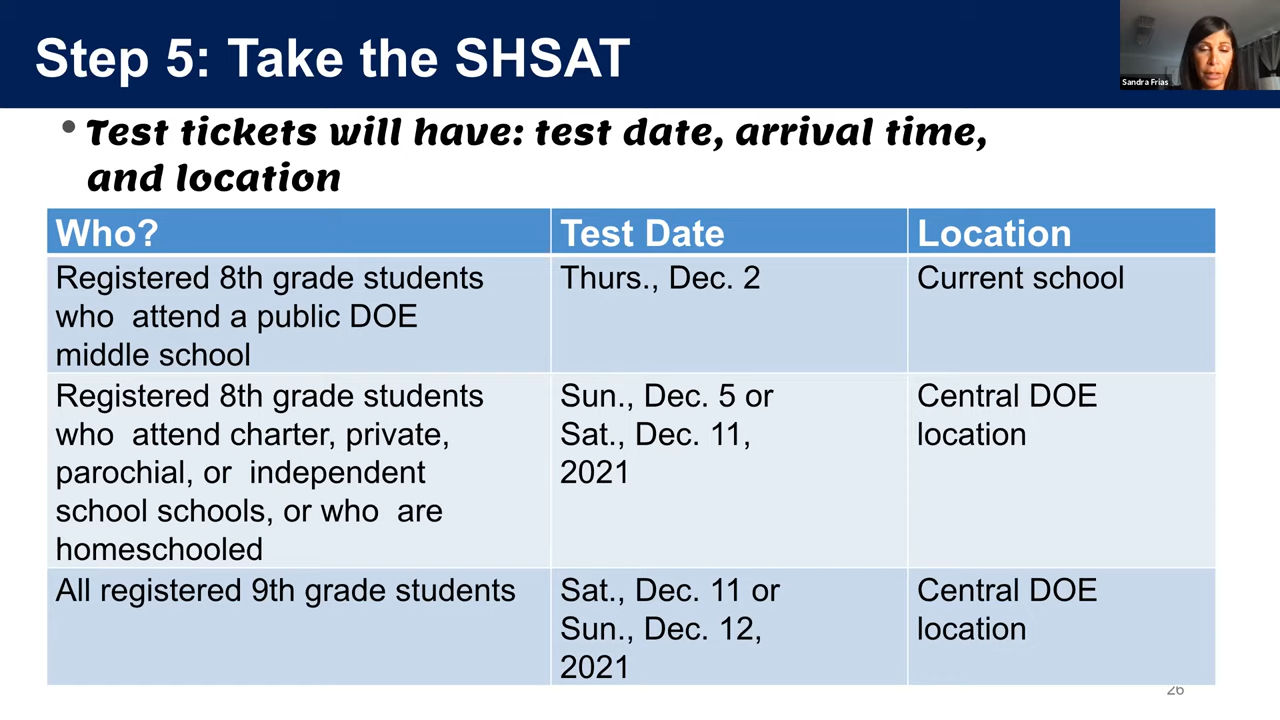 Step 5: Take the SHSAT
Sandra Frias
• Test tickets will have: test date, arrival time,
and location
Who?
Test Date
Location
Registered 8th grade students
who  attend a public DOE
middle school
Thurs., Dec. 2
Current school
Registered 8th grade students
who  attend charter, private,
parochial, or  independent
school schools, or who  are
homeschooled
Sun., Dec. 5 or
Sat., Dec. 11,
2021
Central DOE
location
All registered 9th grade students
Sat., Dec. 11 or
Sun., Dec. 12,
2021
Central DOE
location
26